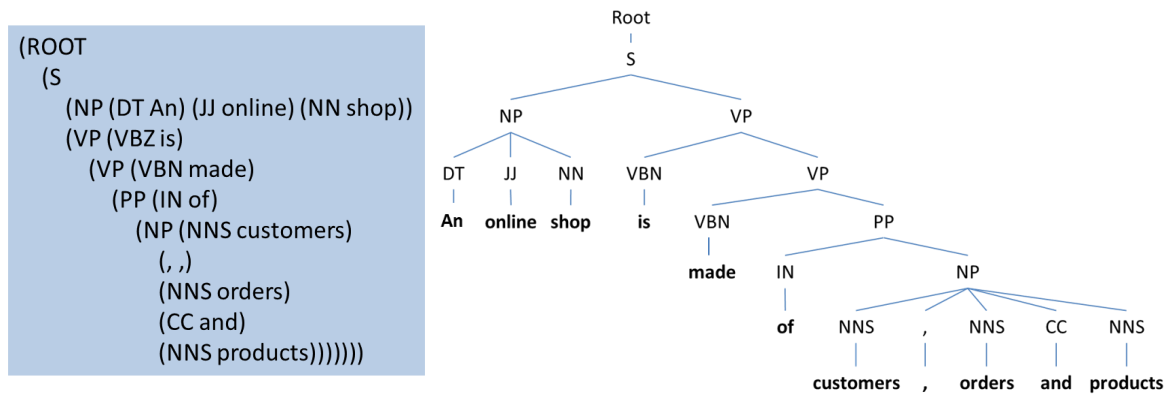 (ROOT
(S
(NP (DT An) (JJ online) (NN shop))
(VP (VBZ is)
(VP (VBN made)
(PP (IN of)
(NP (NNS customers)
(, ,)
(NNS orders)
(CC and)
(NNS products)))))))
Root
S
NP VP
DT JJ NN VBN VP
An online shop is VBN PP
made IN NP
of NNS , NNS CC NNS
customers , orders and products